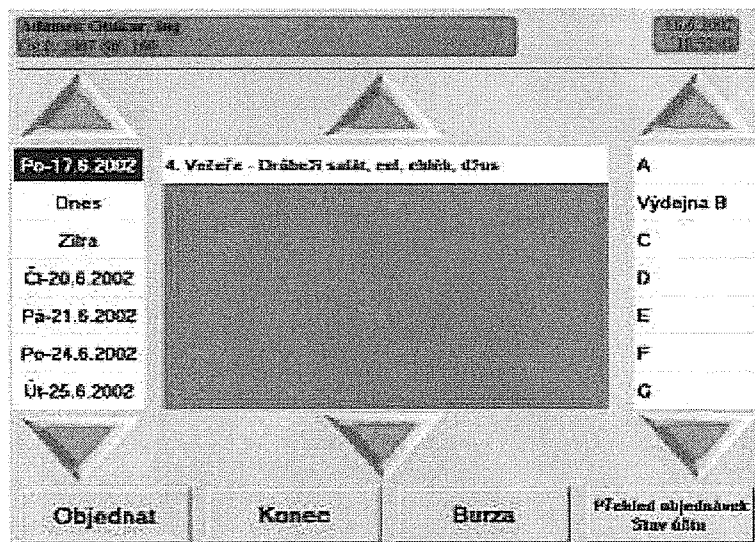 Po-17.6.2002
Dnes
Zítra
Čt-20.6.2002
Pá-21.6.2002
Po-24.6.2002
Út-25.6.2002
4. Večeře - Drůbeží salát, chléb, džus
A
Výdejna B
C
D
E
F
G
Objednat
Konec
Burza
Přehled objednávek
Stav účtu